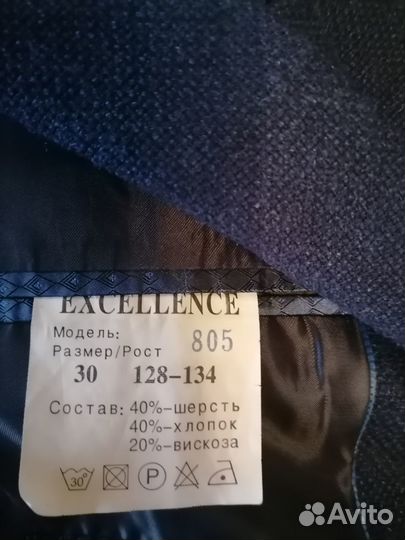 EXCELLENCE
Модель: 805
Размер/Рост
30 128-134
Состав: 40%-шерсть
40%-хлопок
20%-вискоза
30° P
Avito